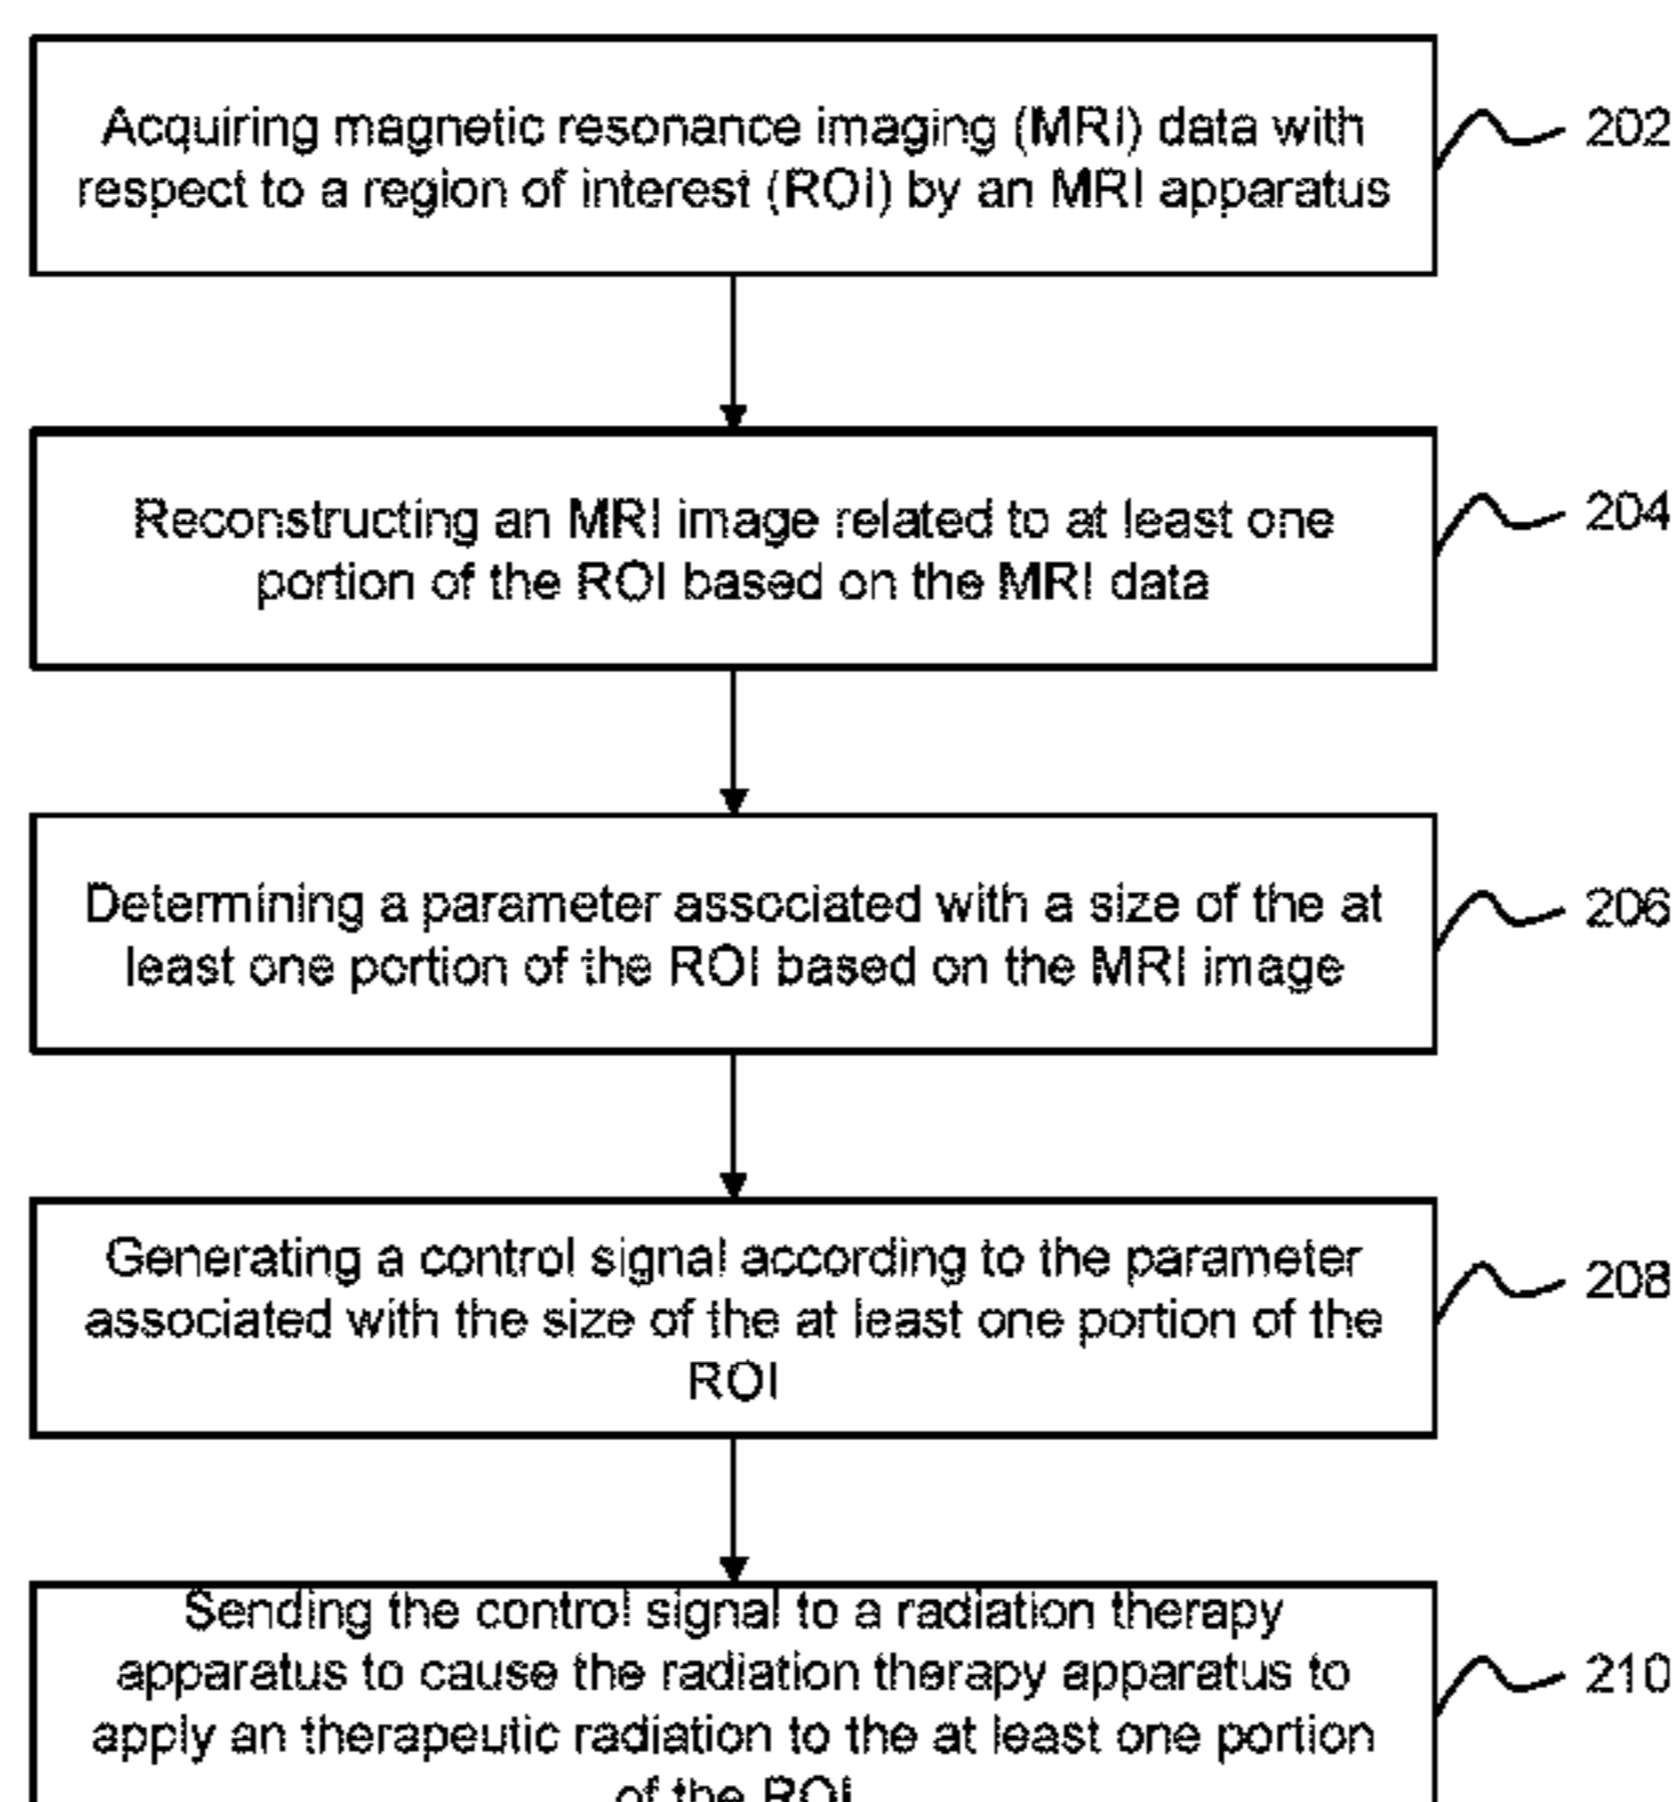 Acquiring magnetic resonance imaging (MRI) data with
respect to a region of interest (ROI) by an MRI apparatus
202
Reconstructing an MRI image related to at least one
portion of the ROI based on the MRI data
204
Determining a parameter associated with a size of the at
least one portion of the ROI based on the MRI image
206
Generating a control signal according to the parameter
associated with the size of the at least one portion of the
ROI
208
Sending the control signal to a radiation therapy
apparatus to cause the radiation therapy apparatus to
apply an therapeutic radiation to the at least one portion
of the ROI
210